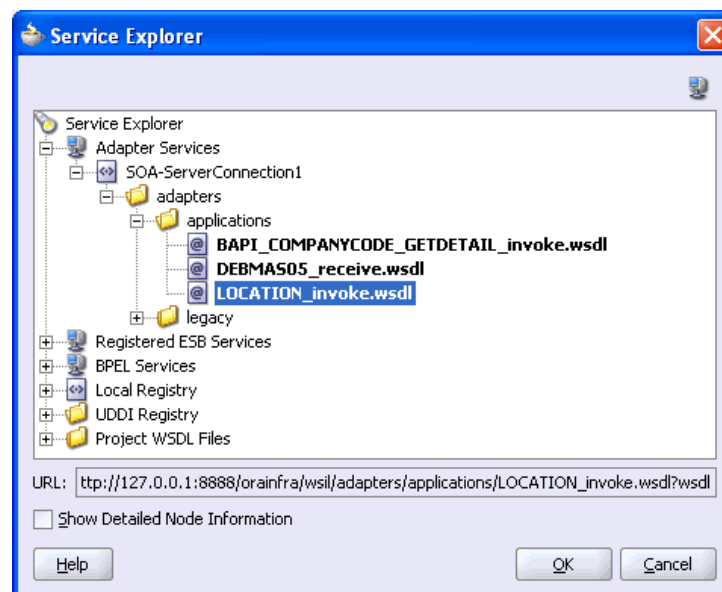 Service Explorer
Service Explorer
Adapter Services
SOA-ServerConnection1
adapters
applications
BAPI_COMPANYCODE_GETDETAIL_invoke.wsdl
DEBMAS05_receive.wsdl
LOCATION_invoke.wsdl
legacy
Registered ESB Services
BPEL Services
Local Registry
UDDI Registry
Project WSDL Files
URL: ttp://127.0.0.1:8888/orainfra/wsil/adapters/applications/LOCATION_invoke.wsdl?wsdl
Show Detailed Node Information
Help OK Cancel